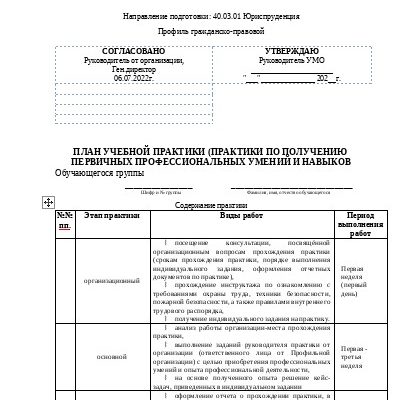 Направление подготовки: 40.03.01 Юриспруденция
Профиль гражданско-правовой
СОГЛАСОВАНО
Руководитель от организации,
Ген.директор
06.07.2022г.
УТВЕРЖДАЮ
Руководитель УМО
"___"______________ 202__ г.
ПЛАН УЧЕБНОЙ ПРАКТИКИ (ПРАКТИКИ ПО ПОЛУЧЕНИЮ
ПЕРВИЧНЫХ ПРОФЕССИОНАЛЬНЫХ УМЕНИЙ И НАВЫКОВ
Обучающегося группы
Шифр и № группы
Фамилия, имя, отчество обучающегося
Содержание практики
№№ пп.
Этап практики
Виды работ
Период
выполнения
работ
организационный
посещение консультации, посвящённой
организационным вопросам прохождения практики
(срокам прохождения практики, порядке выполнения
индивидуального задания, оформления отчетных
документов по практике),
прохождение инструктажа по ознакомлению с
требованиями охраны труда, техники безопасности,
пожарной безопасности, а также правилами внутреннего
трудового распорядка,
получение индивидуального задания на практику.
Первая
неделя
(первый
день)
основной
анализ работы организации-места прохождения
практики,
выполнение заданий руководителя практики от
организации (ответственного лица от Профильной
организации) с целью приобретения профессиональных
умений и опыта профессиональной деятельности,
на основе полученного опыта решение кейс-
задач, приведенных в индивидуальном задании
Первая -
третья
неделя
оформление отчета о прохождении практики, в